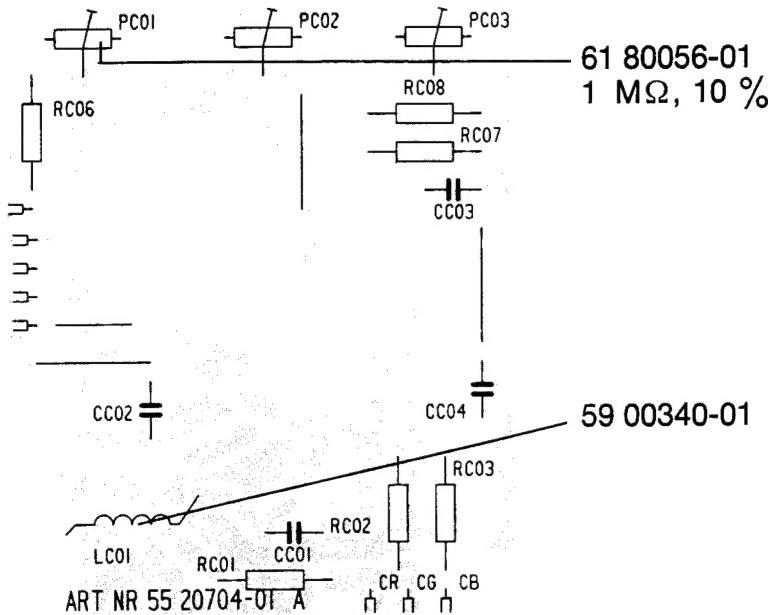 PC01
PC02
PC03
61 80056-01
1 MΩ, 10 %
RC06
RC08
RC07
CC03
CC02
CC04
59 00340-01
RC03
RC02
LC01
CC01
RC01
CR
CG
CB
ART NR 55 20704-01 A